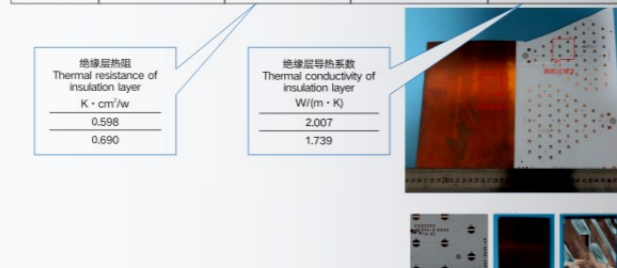 绝缘层热阻
Thermal resistance of
insulation layer
K·cm²/w
0.598
0.690
绝缘层导热系数
Thermal conductivity of
insulation layer
W/(m·K)
2.007
1.739